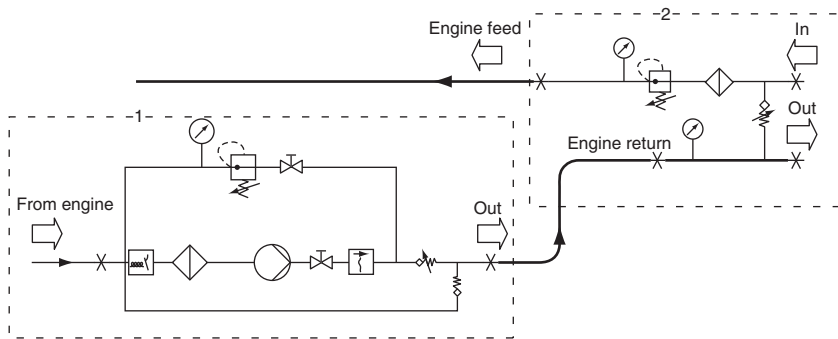 2
Engine feed
In
Out
1
Engine return
From engine
Out